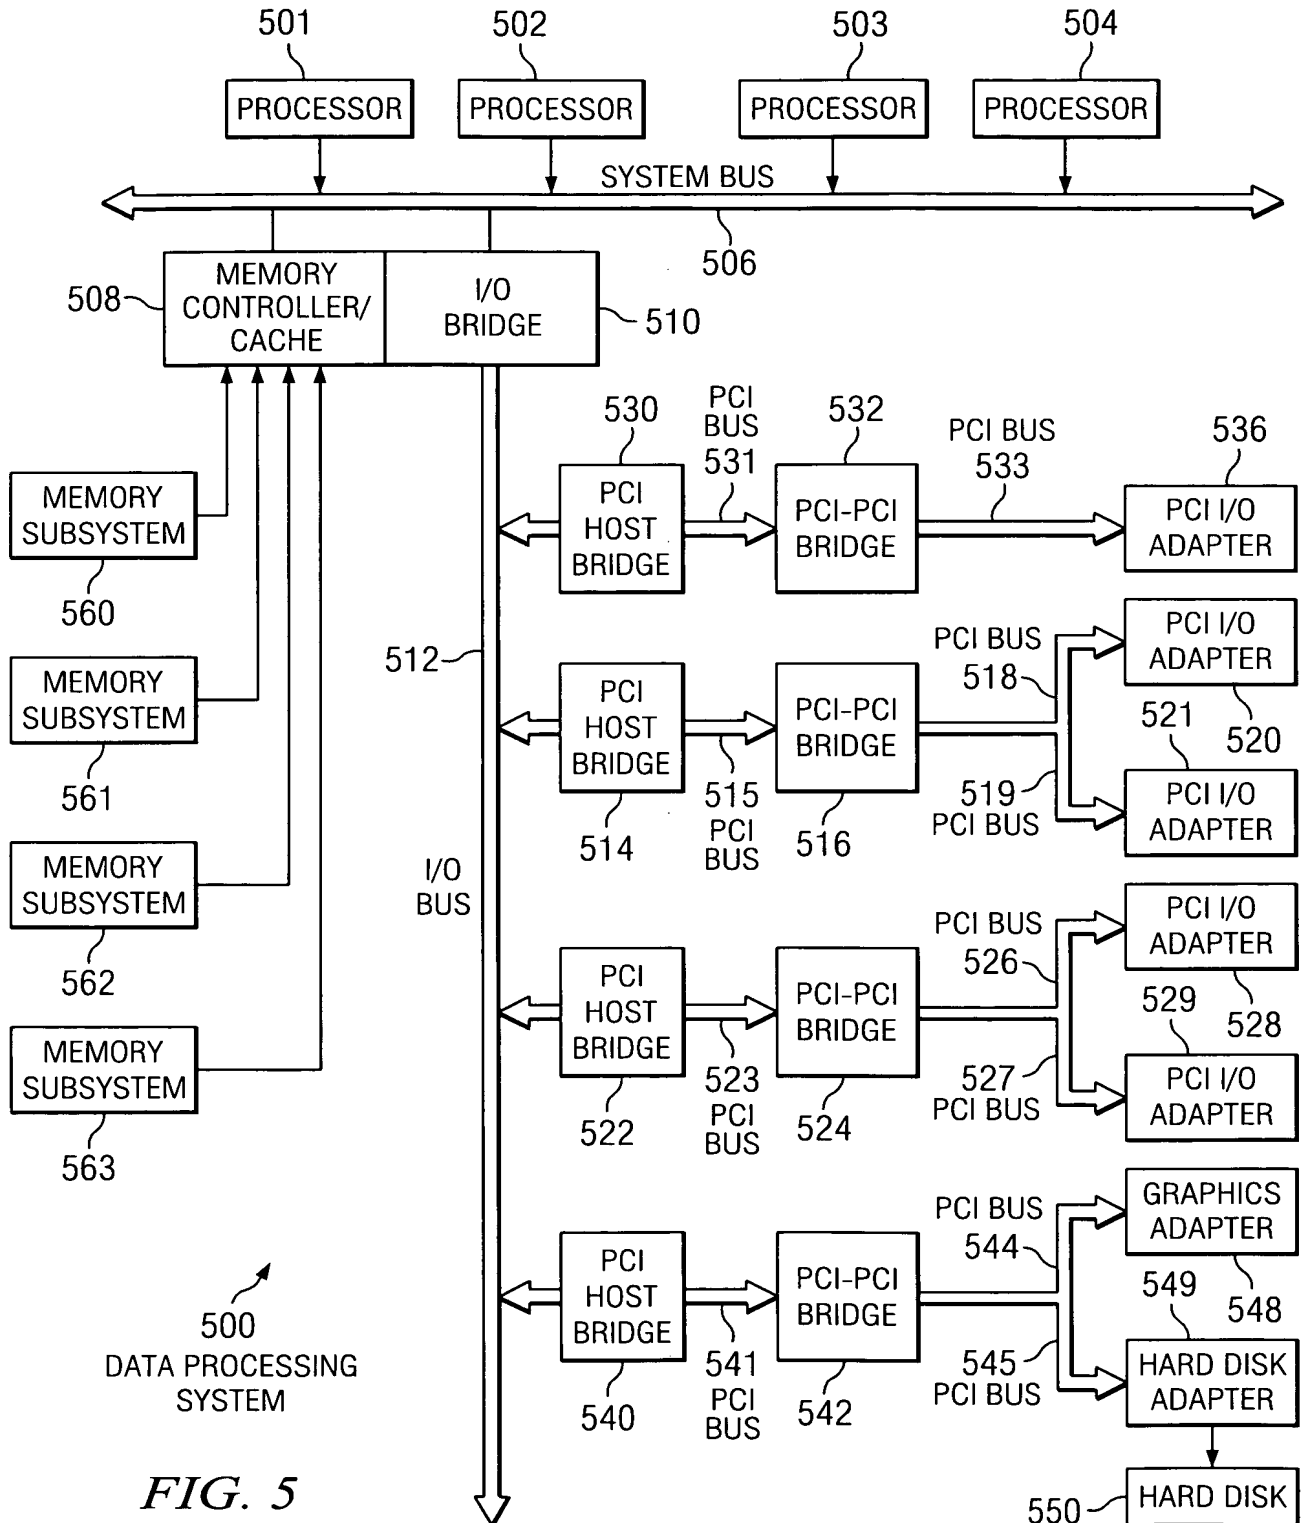 501
502
503
504
PROCESSOR
PROCESSOR
PROCESSOR
PROCESSOR
SYSTEM BUS
506
508
MEMORY
CONTROLLER/
CACHE
I/O
BRIDGE
510
MEMORY
SUBSYSTEM
560
MEMORY
SUBSYSTEM
561
MEMORY
SUBSYSTEM
562
MEMORY
SUBSYSTEM
563
512
I/O
BUS
530
PCI
HOST
BRIDGE
PCI
BUS
531
532
PCI-PCI
BRIDGE
PCI BUS
533
536
PCI I/O
ADAPTER
PCI
HOST
BRIDGE
514
515
PCI
BUS
PCI-PCI
BRIDGE
516
PCI BUS
518
PCI I/O
ADAPTER
520
519
PCI BUS
521
PCI I/O
ADAPTER
PCI
HOST
BRIDGE
522
523
PCI
BUS
PCI-PCI
BRIDGE
524
PCI BUS
526
PCI I/O
ADAPTER
528
527
PCI BUS
529
PCI I/O
ADAPTER
PCI
HOST
BRIDGE
540
541
PCI
BUS
PCI-PCI
BRIDGE
542
PCI BUS
544
GRAPHICS
ADAPTER
548
545
PCI BUS
549
HARD DISK
ADAPTER
550
HARD DISK
500
DATA PROCESSING
SYSTEM
FIG. 5